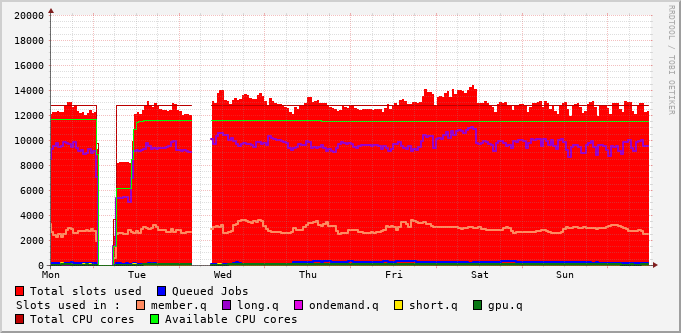 RRDTOOL / TOBI OETIKER
20000
18000
16000
14000
12000
10000
8000
6000
4000
2000
0
Mon Tue Wed Thu Fri Sat Sun
Total slots used Queued Jobs
Slots used in : member.q long.q ondemand.q short.q gpu.q
Total CPU cores Available CPU cores